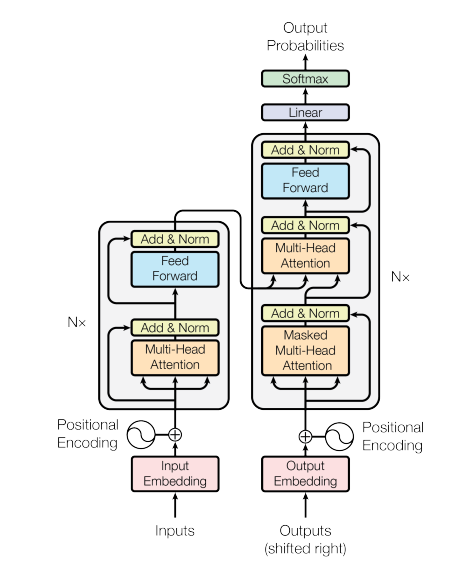 Output
Probabilities
Softmax
Linear
Add & Norm
Feed
Forward
Add & Norm
Multi-Head
Attention
Add & Norm
Masked
Multi-Head
Attention
N×
Add & Norm
Feed
Forward
Add & Norm
Multi-Head
Attention
N×
Positional
Encoding
Positional
Encoding
Input
Embedding
Output
Embedding
Inputs
Outputs
(shifted right)